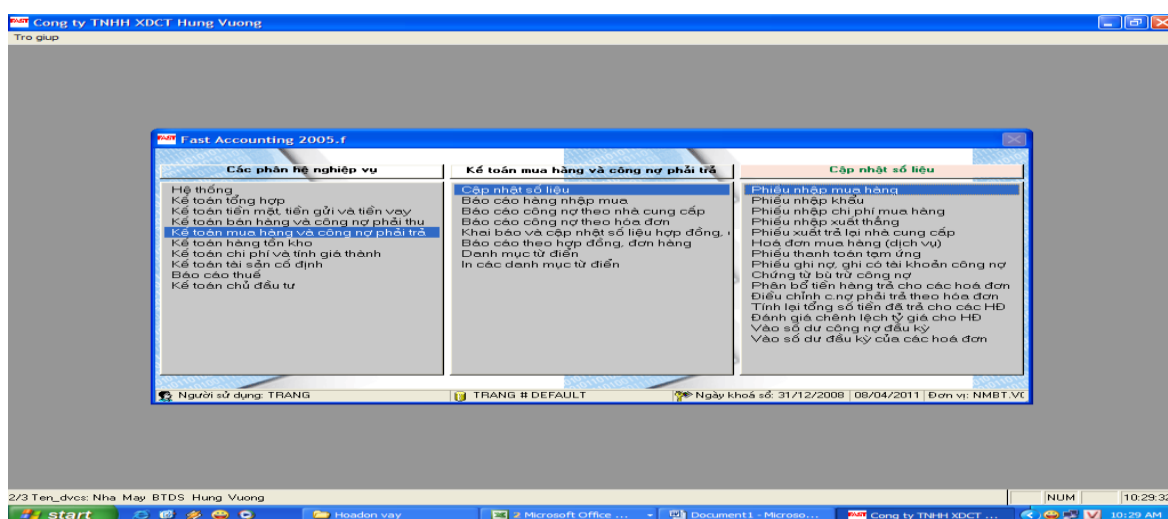 FAST Cong ty TNHH XDCT Hung Vuong
Tro giup
FAST Fast Accounting 2005.f
Các phân hệ nghiệp vụ
Hệ thống
Kế toán tổng hợp
Kế toán tiền mặt, tiền gửi và tiền vay
Kế toán bán hàng và công nợ phải thu
Kế toán mua hàng và công nợ phải trả
Kế toán hàng tồn kho
Kế toán chi phí và tính giá thành
Kế toán tài sản cố định
Báo cáo thuế
Kế toán chủ đầu tư
Kế toán mua hàng và công nợ phải trả
Cập nhật số liệu
Báo cáo hàng nhập mua
Báo cáo công nợ theo nhà cung cấp
Báo cáo công nợ theo hóa đơn
Khai báo và cập nhật số liệu hợp đồng,
Báo cáo theo hợp đồng, đơn hàng
Danh mục từ điển
In các danh mục từ điển
Cập nhật số liệu
Phiếu nhập mua hàng
Phiếu nhập khẩu
Phiếu nhập chi phí mua hàng
Phiếu nhập xuất thẳng
Phiếu xuất trả lại nhà cung cấp
Hoá đơn mua hàng (dịch vụ)
Phiếu thanh toán tạm ứng
Phiếu ghi nợ, ghi có tài khoản công nợ
Chứng từ bù trừ công nợ
Phân bổ tiền hàng trả cho các hoá đơn
Điều chỉnh c.nợ phải trả theo hóa đơn
Tính lại tổng số tiền đã trả cho các HĐ
Đánh giá chênh lệch tỷ giá cho HĐ
Vào số dư công nợ đầu kỳ
Vào số dư đầu kỳ của các hoá đơn
Người sử dụng: TRANG
TRANG # DEFAULT
Ngày khoá sổ: 31/12/2008 08/04/2011 Đơn vị: NMBT.V
2/3 Ten_dvcs: Nha May BTDS Hung Vuong
NUM 10:29:32
start
Hoadon vay
2 Microsoft Office ...
Document1 - Microso...
FAST Cong ty TNHH XDCT ...
10:29 AM